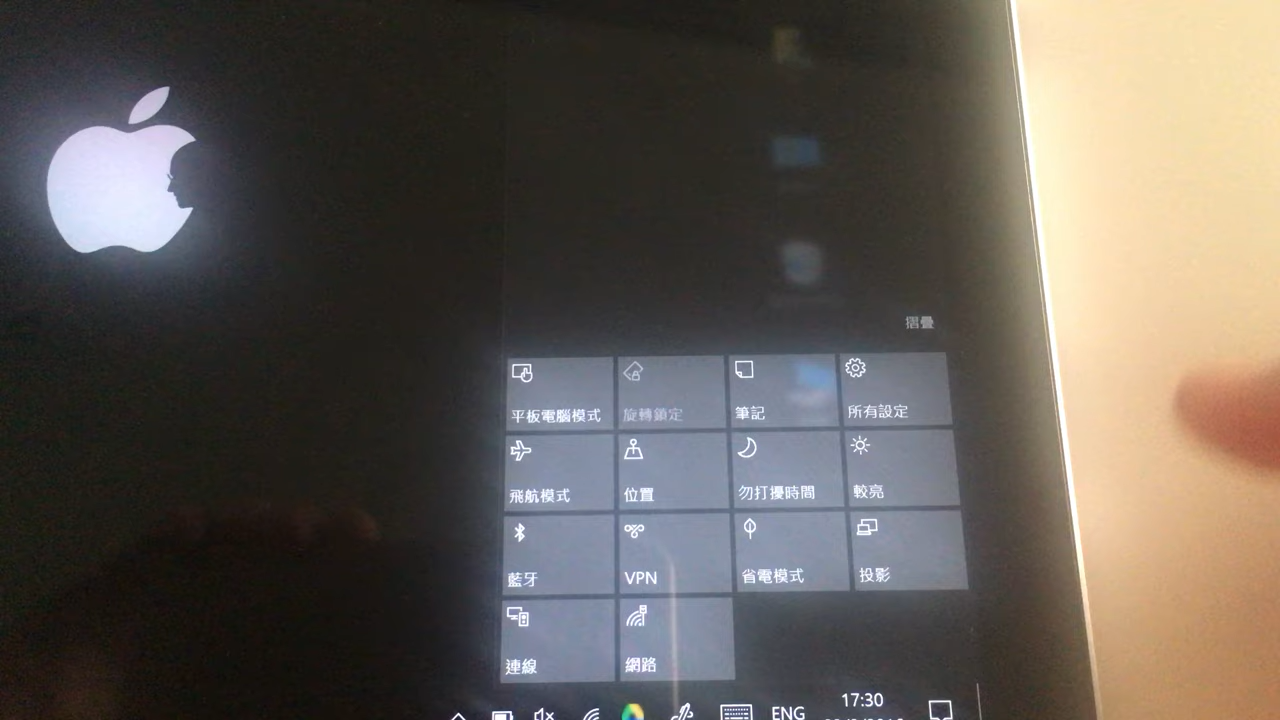 摺疊
平板電腦模式
旋轉鎖定
筆記
所有設定
飛航模式
位置
勿打擾時間
較亮
藍牙
VPN
省電模式
投影
連線
網路
ENG
17:30